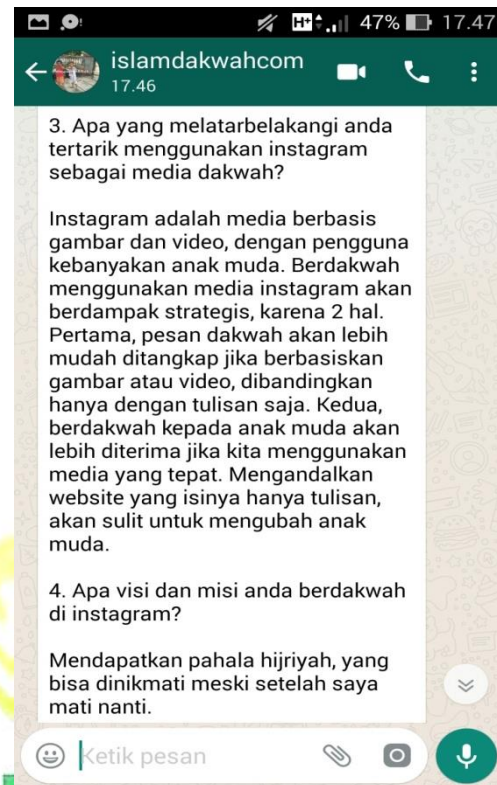 H+ 47% 17.47
islamdakwahcom
17.46
3. Apa yang melatarbelakangi anda
tertarik menggunakan instagram
sebagai media dakwah?
Instagram adalah media berbasis
gambar dan video, dengan pengguna
kebanyakan anak muda. Berdakwah
menggunakan media instagram akan
berdampak strategis, karena 2 hal.
Pertama, pesan dakwah akan lebih
mudah ditangkap jika berbasiskan
gambar atau video, dibandingkan
hanya dengan tulisan saja. Kedua,
berdakwah kepada anak muda akan
lebih diterima jika kita menggunakan
media yang tepat. Mengandalkan
website yang isinya hanya tulisan,
akan sulit untuk mengubah anak
muda.
4. Apa visi dan misi anda berdakwah
di instagram?
Mendapatkan pahala hijriyah, yang
bisa dinikmati meski setelah saya
mati nanti.
Ketik pesan